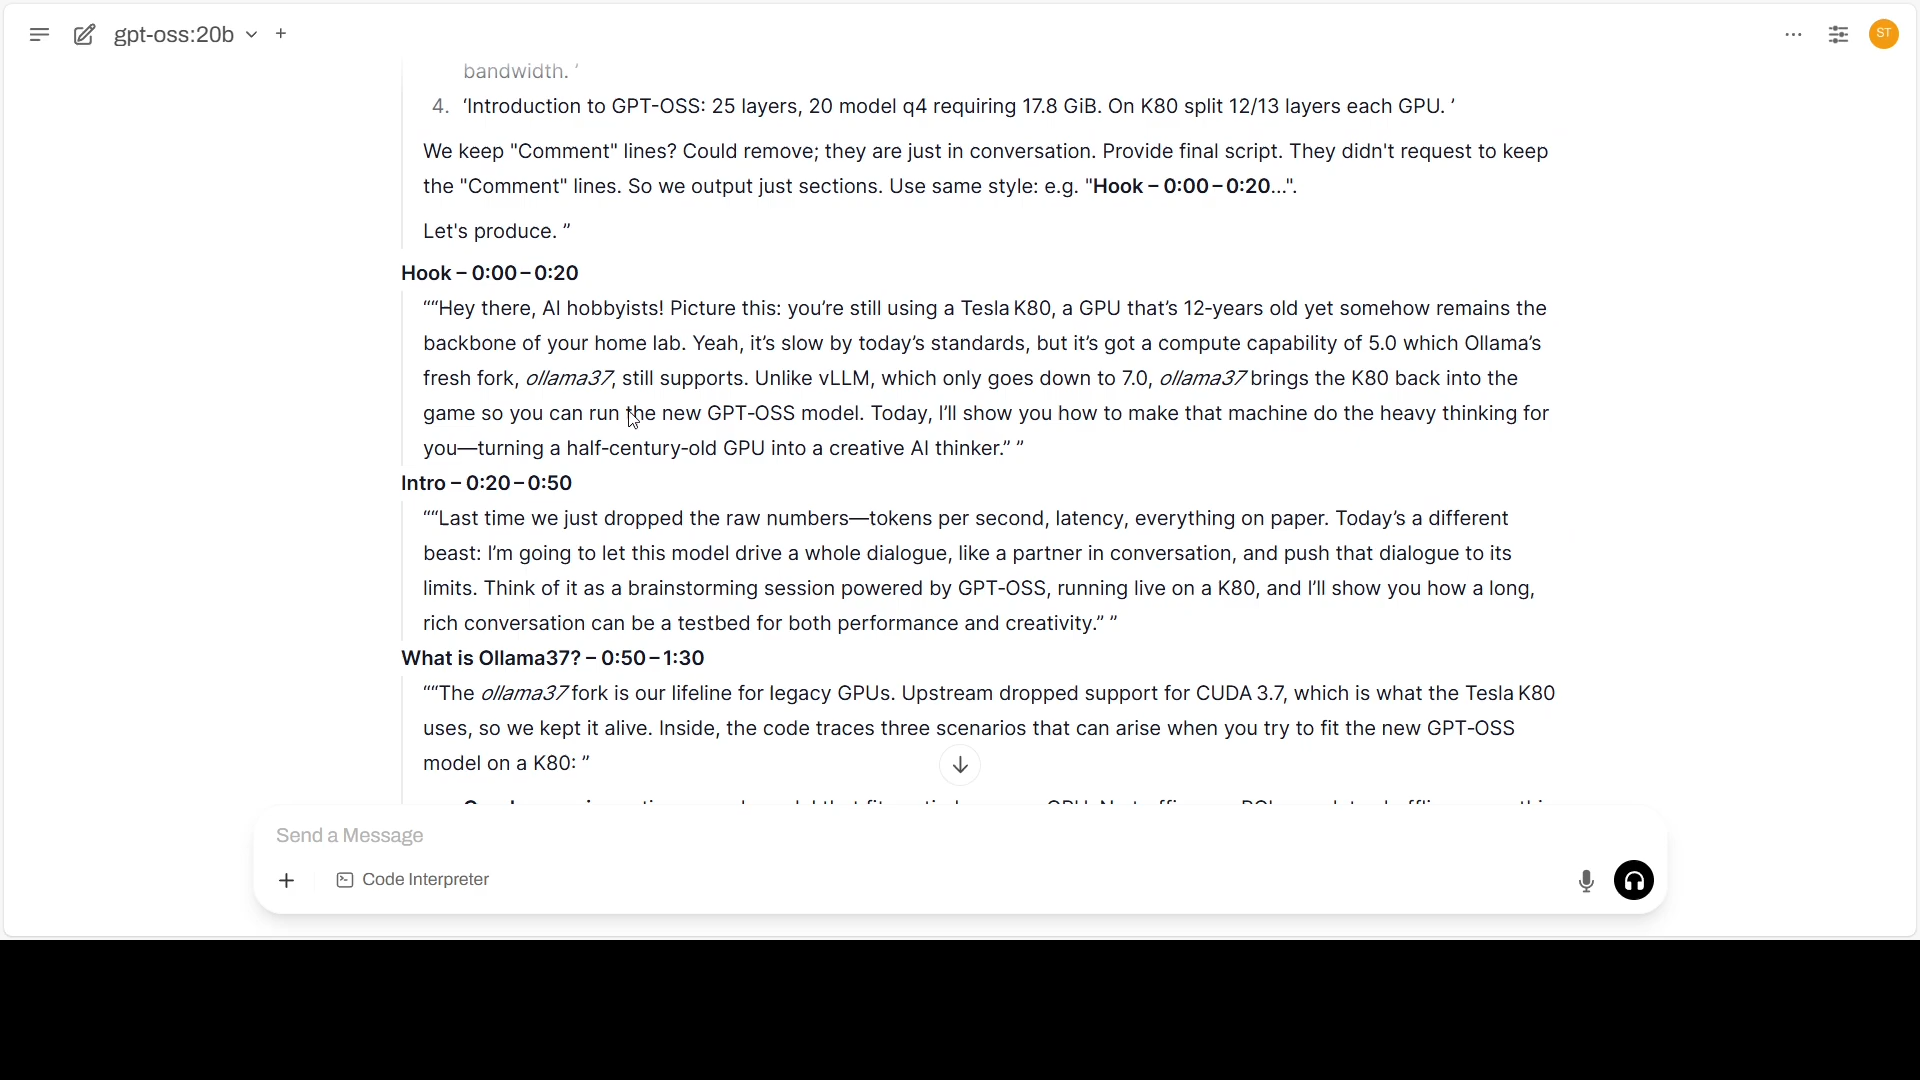 gpt-oss:20b
ST
bandwidth. ’
4. ‘Introduction to GPT-OSS: 25 layers, 20 model q4 requiring 17.8 GiB. On K80 split 12/13 layers each GPU. ’
We keep "Comment" lines? Could remove; they are just in conversation. Provide final script. They didn't request to keep
the "Comment" lines. So we output just sections. Use same style: e.g. "Hook – 0:00 – 0:20...".
Let's produce. ”
Hook – 0:00 – 0:20
““Hey there, AI hobbyists! Picture this: you’re still using a Tesla K80, a GPU that’s 12-years old yet somehow remains the
backbone of your home lab. Yeah, it’s slow by today’s standards, but it’s got a compute capability of 5.0 which Ollama’s
fresh fork, ollama37, still supports. Unlike vLLM, which only goes down to 7.0, ollama37 brings the K80 back into the
game so you can run the new GPT-OSS model. Today, I’ll show you how to make that machine do the heavy thinking for
you—turning a half-century-old GPU into a creative AI thinker.” ”
Intro – 0:20 – 0:50
““Last time we just dropped the raw numbers—tokens per second, latency, everything on paper. Today’s a different
beast: I’m going to let this model drive a whole dialogue, like a partner in conversation, and push that dialogue to its
limits. Think of it as a brainstorming session powered by GPT-OSS, running live on a K80, and I’ll show you how a long,
rich conversation can be a testbed for both performance and creativity.” ”
What is Ollama37? – 0:50 – 1:30
““The ollama37 fork is our lifeline for legacy GPUs. Upstream dropped support for CUDA 3.7, which is what the Tesla K80
uses, so we kept it alive. Inside, the code traces three scenarios that can arise when you try to fit the new GPT-OSS
model on a K80: ”
Send a Message
Code Interpreter